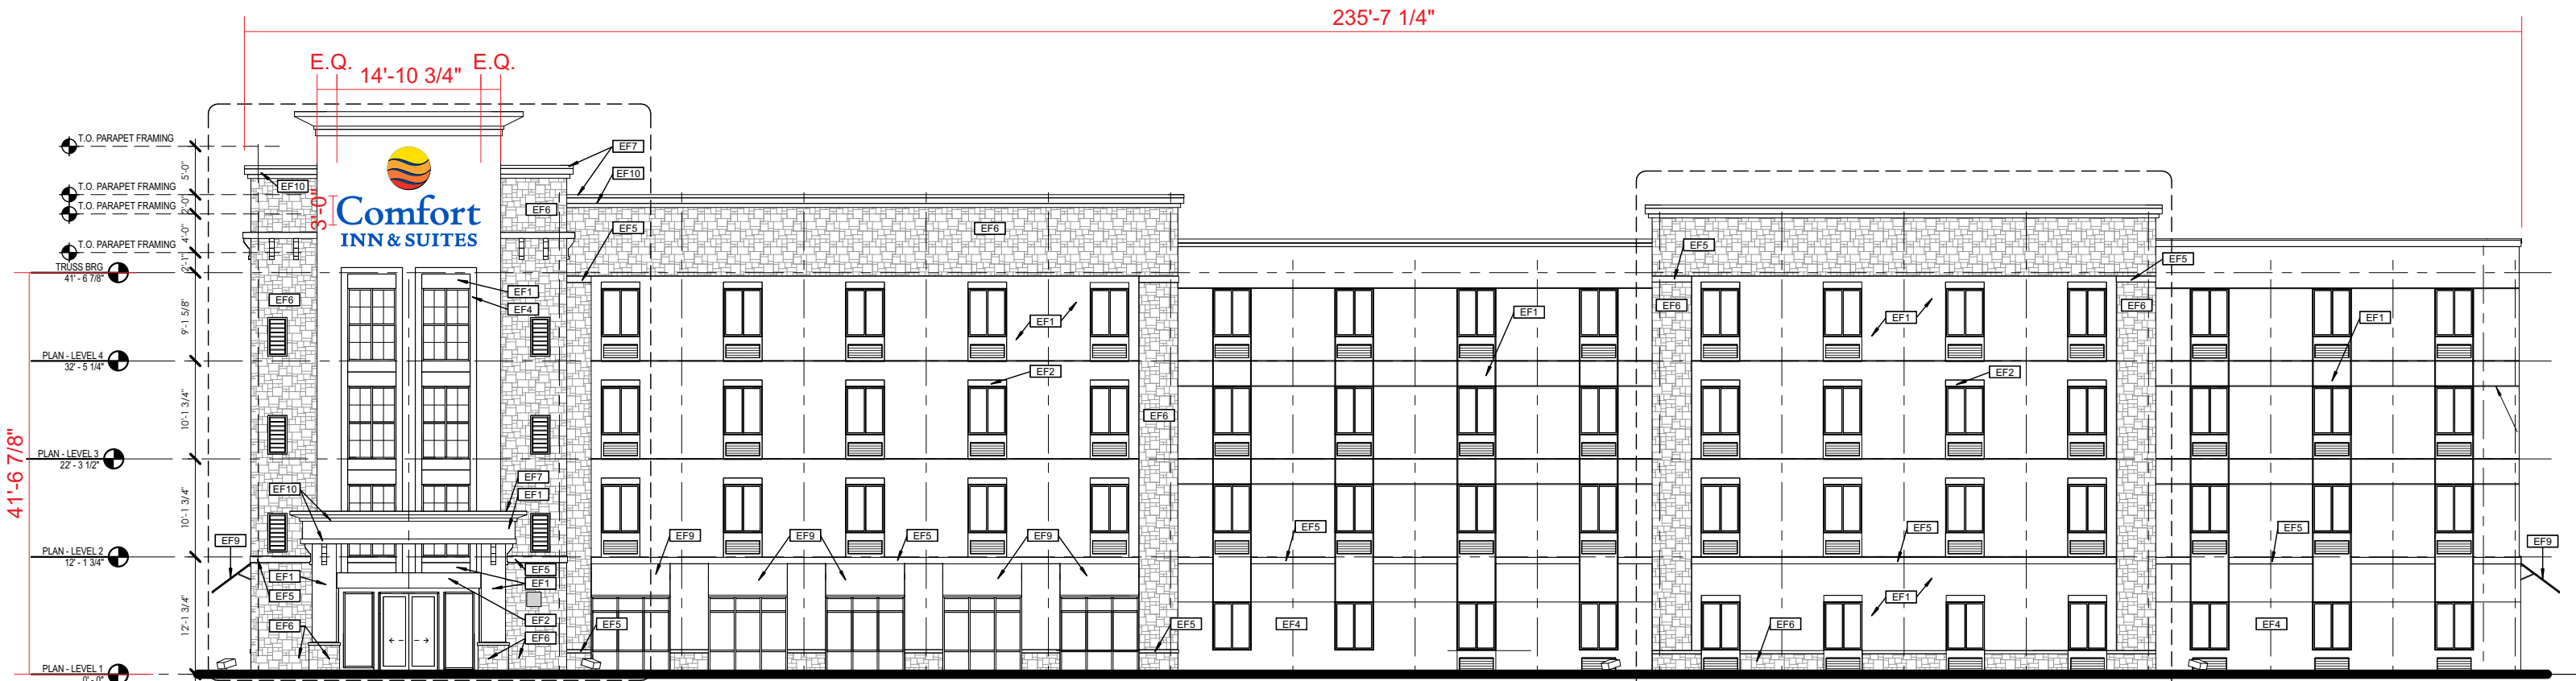 235'-7 1/4"
E.Q.
14'-10 3/4"
E.Q.
T.O. PARAPET FRAMING
5'-0"
T.O. PARAPET FRAMING
2'-0"
T.O. PARAPET FRAMING
4'-0"
T.O. PARAPET FRAMING
2'-1"
TRUSS BRG
41' - 6 7/8"
9'-1 5/8"
PLAN - LEVEL 4
32' - 5 1/4"
10'-1 3/4"
PLAN - LEVEL 3
22' - 3 1/2"
10'-1 3/4"
PLAN - LEVEL 2
12' - 1 3/4"
12'-1 3/4"
PLAN - LEVEL 1
0' - 0"
41'-6 7/8"
3'-0"
Comfort
INN & SUITES
EF7
EF10
EF10
EF6
EF5
EF6
EF6
EF1
EF4
EF10
EF7
EF1
EF9
EF1
EF5
EF6
EF5
EF1
EF2
EF6
EF5
EF1
EF2
EF6
EF9
EF9
EF5
EF9
EF5
EF1
EF5
EF4
EF5
EF5
EF6
EF6
EF1
EF2
EF5
EF1
EF6
EF1
EF5
EF4
EF9